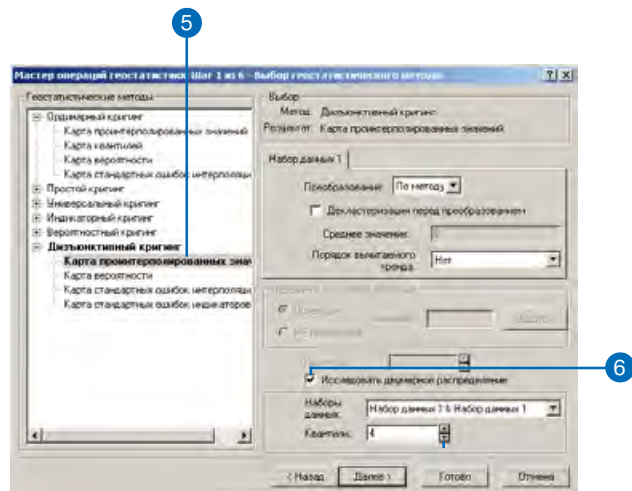 5
Мастер операций геостатистики: Шаг 1 из 6 - Выбор геостатистического метода
Геостатистические методы
Ординарный кригинг
Карта проинтерполированных значений
Карта квантилей
Карта вероятности
Карта стандартных ошибок интерполяци
Простой кригинг
Универсальный кригинг
Индикаторный кригинг
Вероятностный кригинг
Дизъюнктивный кригинг
Карта проинтерполированных знач
Карта вероятности
Карта стандартных ошибок интерполяци
Карта стандартных ошибок индикаторов
Выбор
Метод: Дизъюнктивный кригинг
Результат: Карта проинтерполированных значений
Набор данных 1
Преобразование: По методу
Декластеризация перед преобразованием
Среднее значение:
Порядок вычитаемого тренда:
Нет
6
Исследовать двумерное распределение
Наборы данных:
Набор данных 1 & Набор данных 1
Квантили: 4
< Назад
Далее >
Готово
Отмена